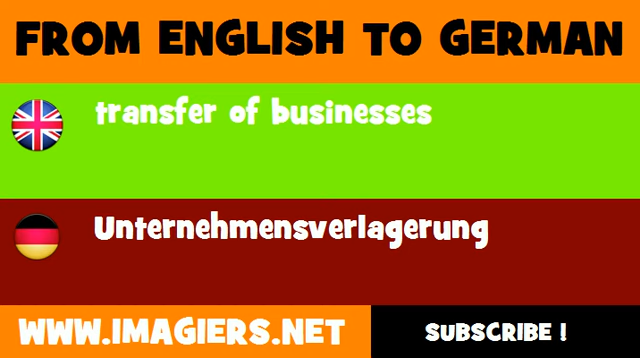 FROM ENGLISH TO GERMAN
transfer of businesses
Unternehmensverlagerung
WWW.IMAGIERS.NET
SUBSCRIBE !